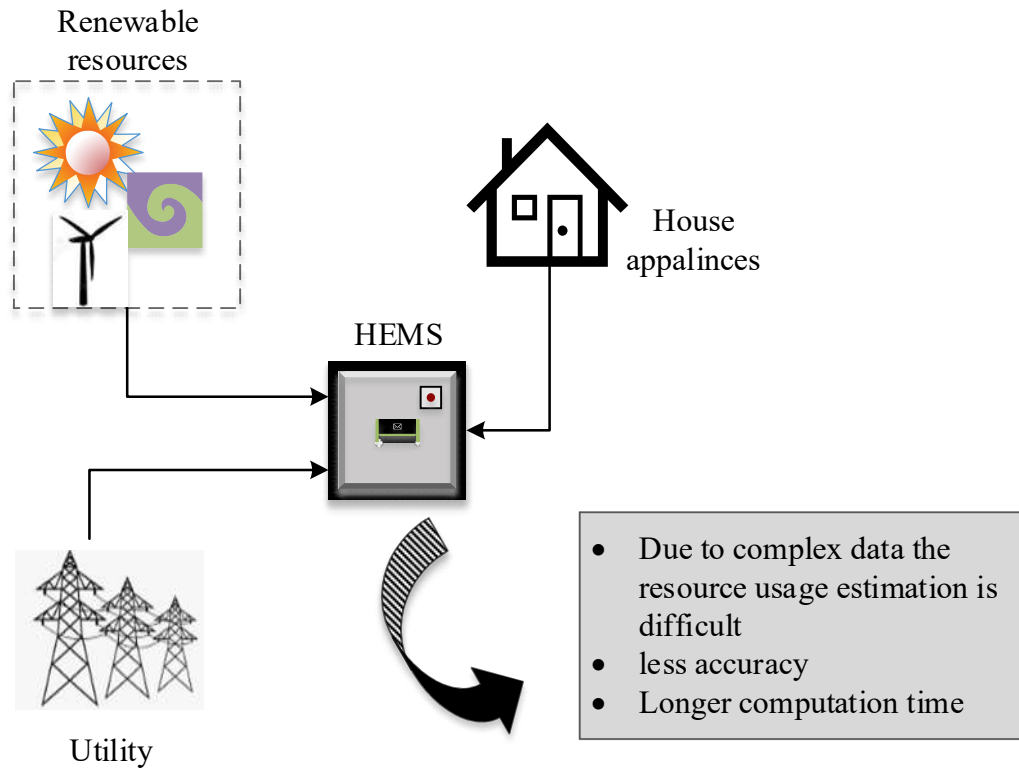 Renewable
resources
House
appalinces
HEMS
• Due to complex data the
resource usage estimation is
difficult
• less accuracy
• Longer computation time
Utility